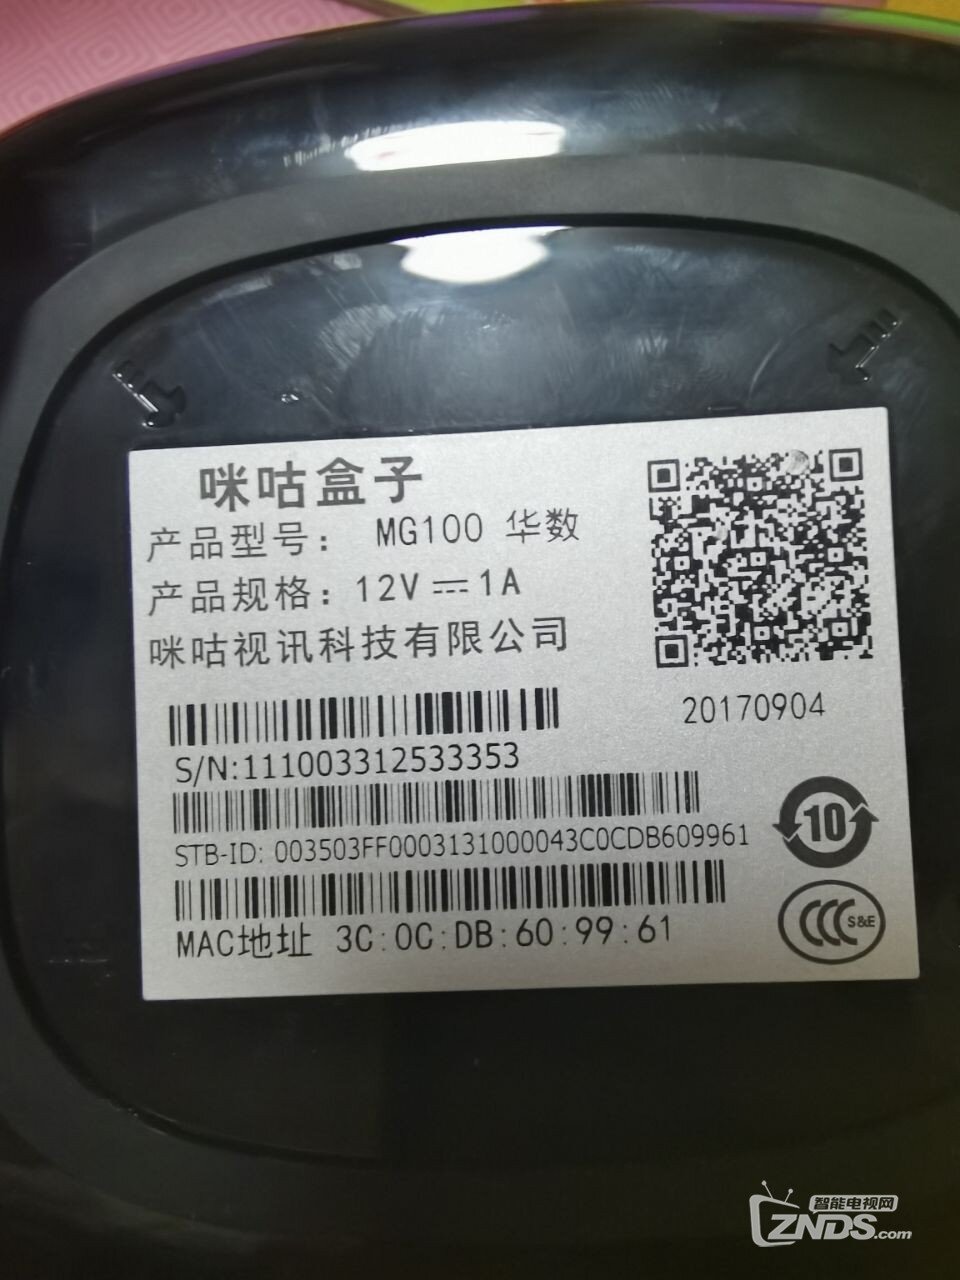 咪咕盒子
产品型号： MG100 华数
产品规格：12V⎓1A
咪咕视讯科技有限公司
20170904
S/N:111003312533353
STB-ID: 003503FF0003131000043C0CDB609961
MAC地址 3C:0C:DB:60:99:61
10
CCC S&E
智能电视网
ZNDS.com